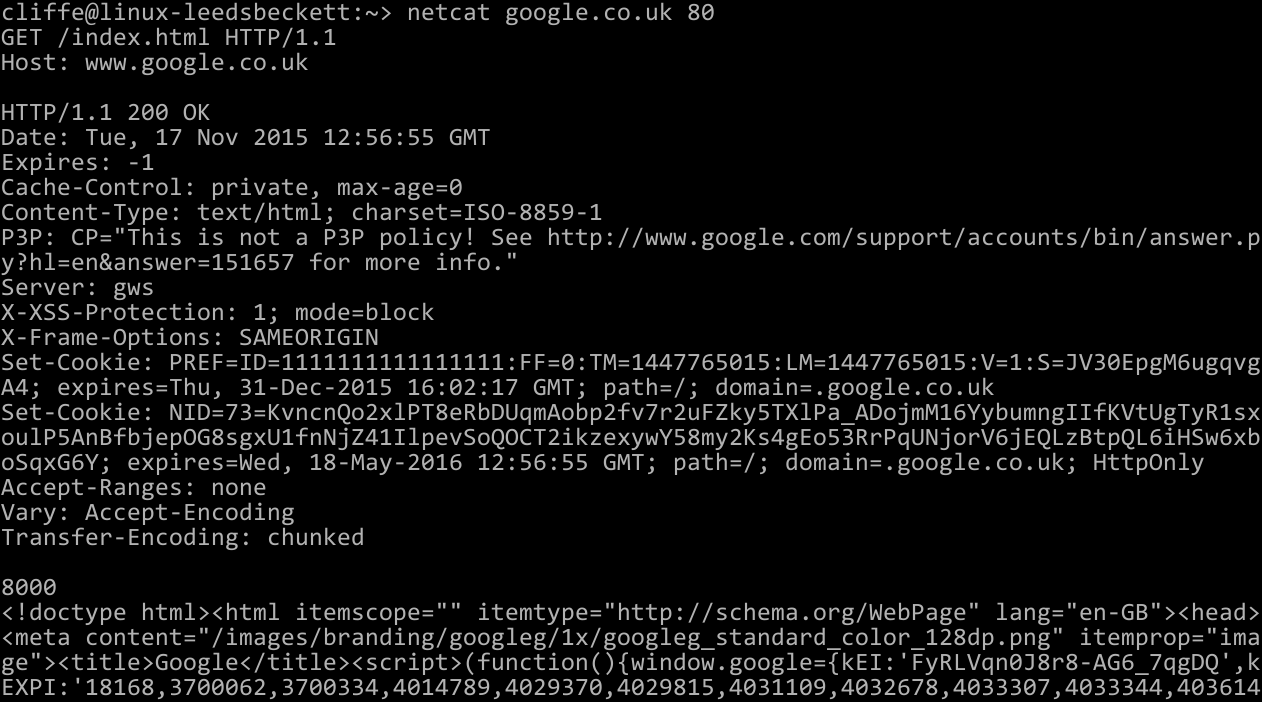 cliffe@linux-leedsbeckett:~> netcat google.co.uk 80
GET /index.html HTTP/1.1
Host: www.google.co.uk

HTTP/1.1 200 OK
Date: Tue, 17 Nov 2015 12:56:55 GMT
Expires: -1
Cache-Control: private, max-age=0
Content-Type: text/html; charset=ISO-8859-1
P3P: CP="This is not a P3P policy! See http://www.google.com/support/accounts/bin/answer.p
y?hl=en&answer=151657 for more info."
Server: gws
X-XSS-Protection: 1; mode=block
X-Frame-Options: SAMEORIGIN
Set-Cookie: PREF=ID=1111111111111111:FF=0:TM=1447765015:LM=1447765015:V=1:S=JV30EpgM6ugqvg
A4; expires=Thu, 31-Dec-2015 16:02:17 GMT; path=/; domain=.google.co.uk
Set-Cookie: NID=73=KvncnQo2xlPT8eRbDUqmAobp2fv7r2uFZky5TXlPa_ADojmM16YybumngIIfKVtUgTyR1sx
oulP5AnBfbjepOG8sgxU1fnNjZ41IlpevSoQOCT2ikzexywY58my2Ks4gEo53RrPqUNjorV6jEQLzBtpQL6iHSw6xb
oSqxG6Y; expires=Wed, 18-May-2016 12:56:55 GMT; path=/; domain=.google.co.uk; HttpOnly
Accept-Ranges: none
Vary: Accept-Encoding
Transfer-Encoding: chunked

8000
<!doctype html><html itemscope="" itemtype="http://schema.org/WebPage" lang="en-GB"><head>
<meta content="/images/branding/googleg/1x/googleg_standard_color_128dp.png" itemprop="ima
ge"><title>Google</title><script>(function(){window.google={kEI:'FyRLVqn0J8r8-AG6_7qgDQ',k
EXPI:'18168,3700062,3700334,4014789,4029370,4029815,4031109,4032678,4033307,4033344,403614